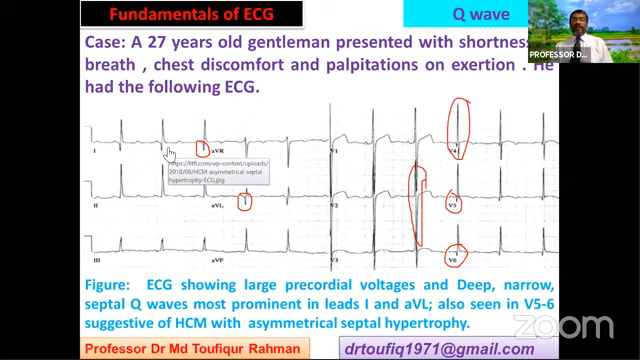 Fundamentals of ECG
Q wave
Case: A 27 years old gentleman presented with shortness
breath , chest discomfort and palpitations on exertion . He
had the following ECG.
PROFESSOR D...
I
aVR
V1
V4
https://litfl.com/wp-content/uploads/
2018/08/HCM-asymmetrical-septal-
hypertrophy-ECG.jpg
II
aVL
V2
V5
III
aVF
V3
V6
Figure: ECG showing large precordial voltages and Deep, narrow,
septal Q waves most prominent in leads I and aVL; also seen in V5-6
suggestive of HCM with asymmetrical septal hypertrophy.
zoom
Professor Dr Md Toufiqur Rahman
drtoufiq1971@gmail.com